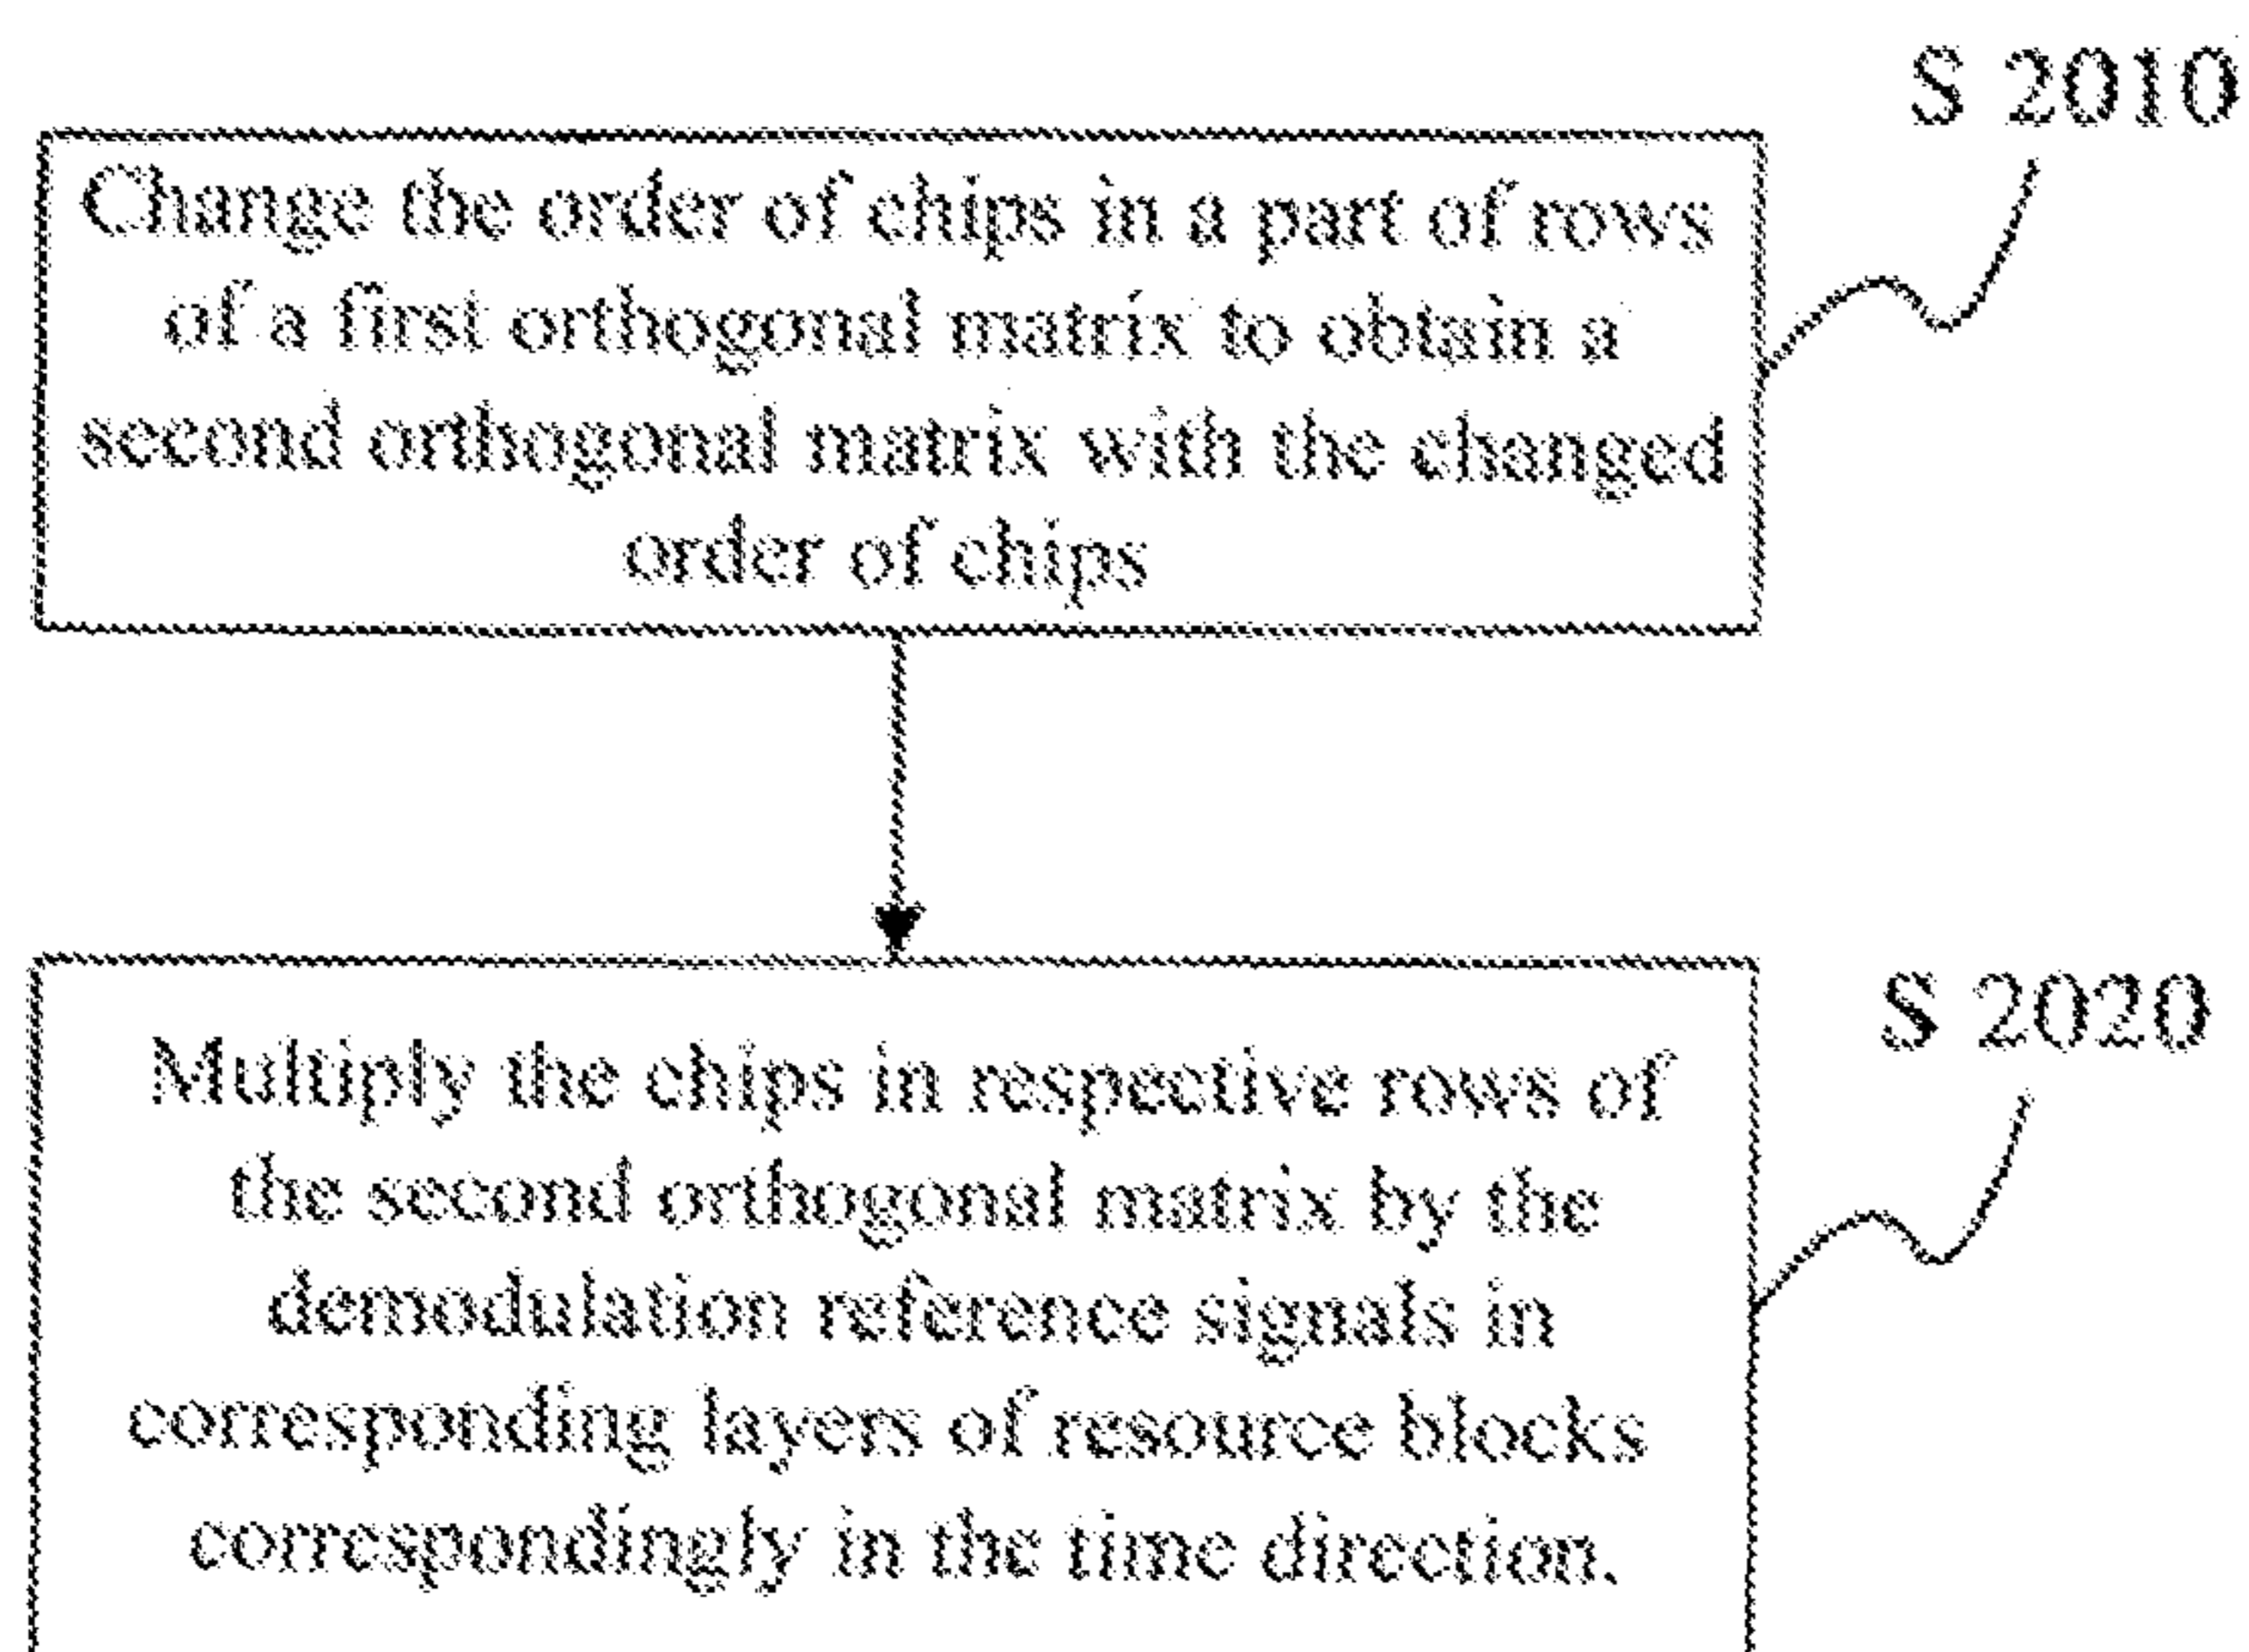 S 2010
Change the order of chips in a part of rows
of a first orthogonal matrix to obtain a
second orthogonal matrix with the changed
order of chips
S 2020
Multiply the chips in respective rows of
the second orthogonal matrix by the
demodulation reference signals in
corresponding layers of resource blocks
correspondingly in the time direction.